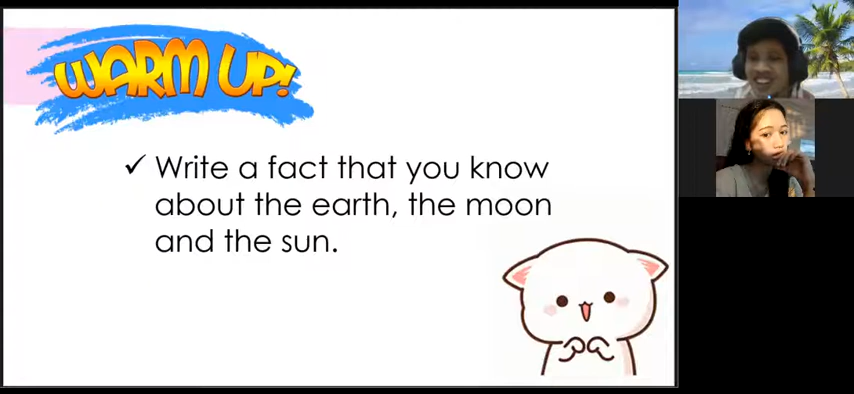 WARM UP!
✓ Write a fact that you know
about the earth, the moon
and the sun.